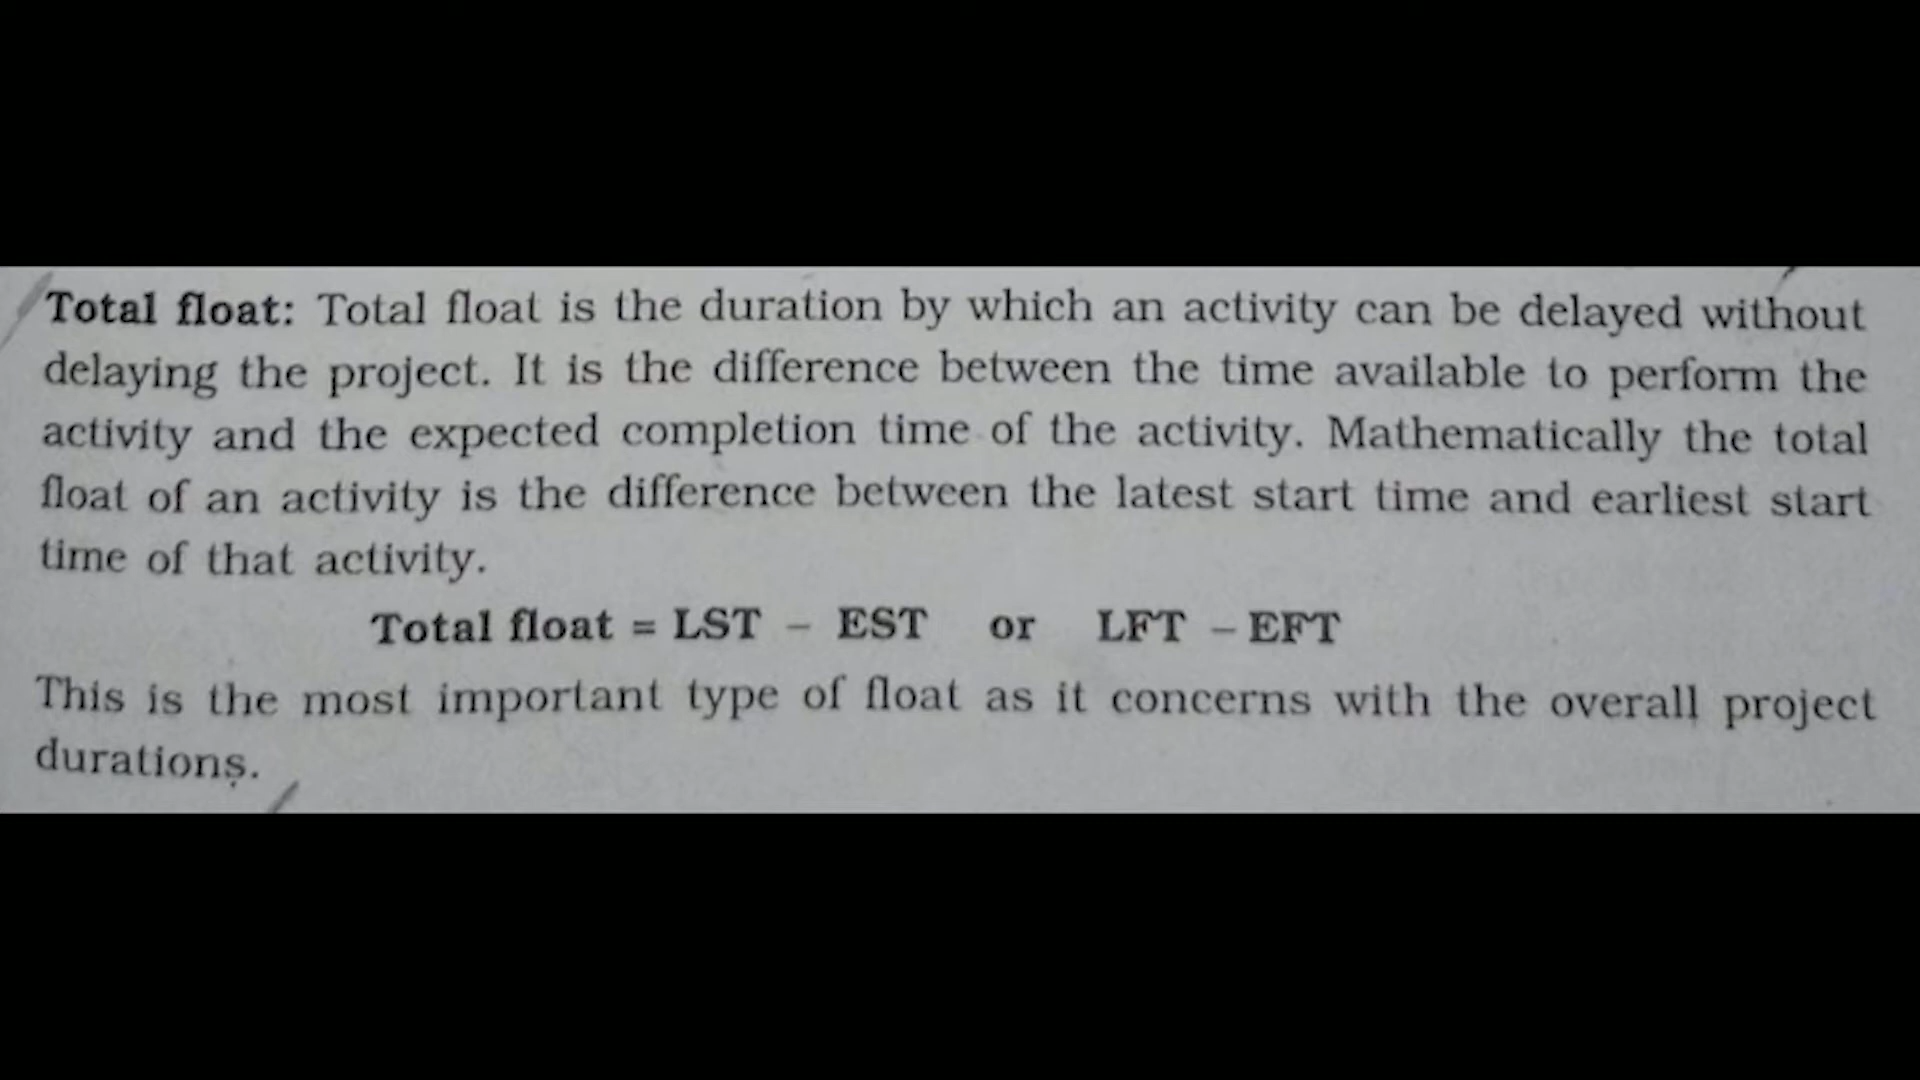 Total float: Total float is the duration by which an activity can be delayed without
delaying the project. It is the difference between the time available to perform the
activity and the expected completion time of the activity. Mathematically the total
float of an activity is the difference between the latest start time and earliest start
time of that activity.
Total float = LST – EST or LFT – EFT
This is the most important type of float as it concerns with the overall project
durations.